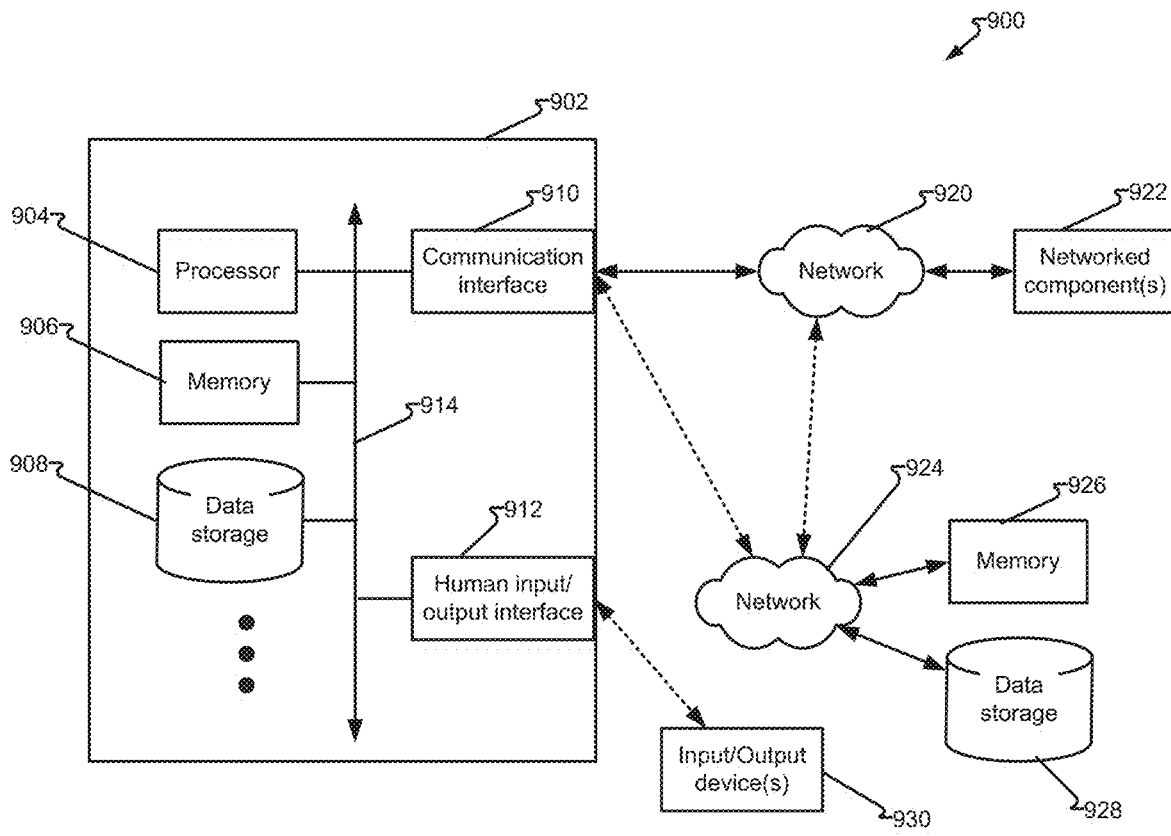 900
902
910
920
922
904
Processor
Communication
interface
Network
Networked
component(s)
906
Memory
914
908
Data
storage
912
924
926
Human input/
output interface
Network
Memory
Data
storage
Input/Output
device(s)
930
928